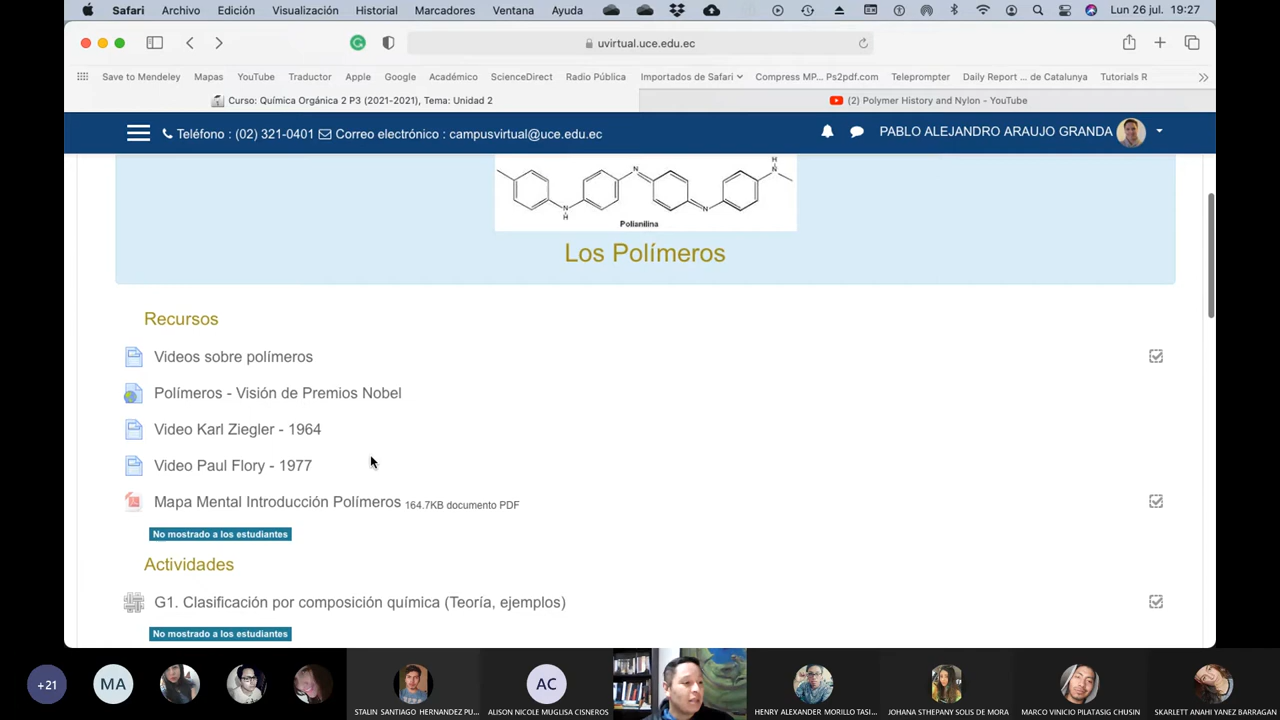 Safari Archivo Edición Visualización Historial Marcadores Ventana Ayuda Lun 26 jul. 19:27
uvirtual.uce.edu.ec
Save to Mendeley Mapas YouTube Traductor Apple Google Académico ScienceDirect Radio Pública Importados de Safari Compress MP... Ps2pdf.com Teleprompter Daily Report ... de Catalunya Tutorials R
Curso: Química Orgánica 2 P3 (2021-2021), Tema: Unidad 2 (2) Polymer History and Nylon - YouTube
Teléfono : (02) 321-0401 Correo electrónico : campusvirtual@uce.edu.ec PABLO ALEJANDRO ARAUJO GRANDA
H
N
N
N
H
N
Polianilina
Los Polímeros
Recursos
Videos sobre polímeros
Polímeros - Visión de Premios Nobel
Video Karl Ziegler - 1964
Video Paul Flory - 1977
Mapa Mental Introducción Polímeros 164.7KB documento PDF
No mostrado a los estudiantes
Actividades
G1. Clasificación por composición química (Teoría, ejemplos)
No mostrado a los estudiantes
+21 MA AC
STALIN SANTIAGO HERNANDEZ PU... ALISON NICOLE MUGLISA CISNEROS HENRY ALEXANDER MORILLO TASI... JOHANA STHEPANY SOLIS DE MORA MARCO VINICIO PILATASIG CHUSIN SKARLETT ANAHI YANEZ BARRAGAN